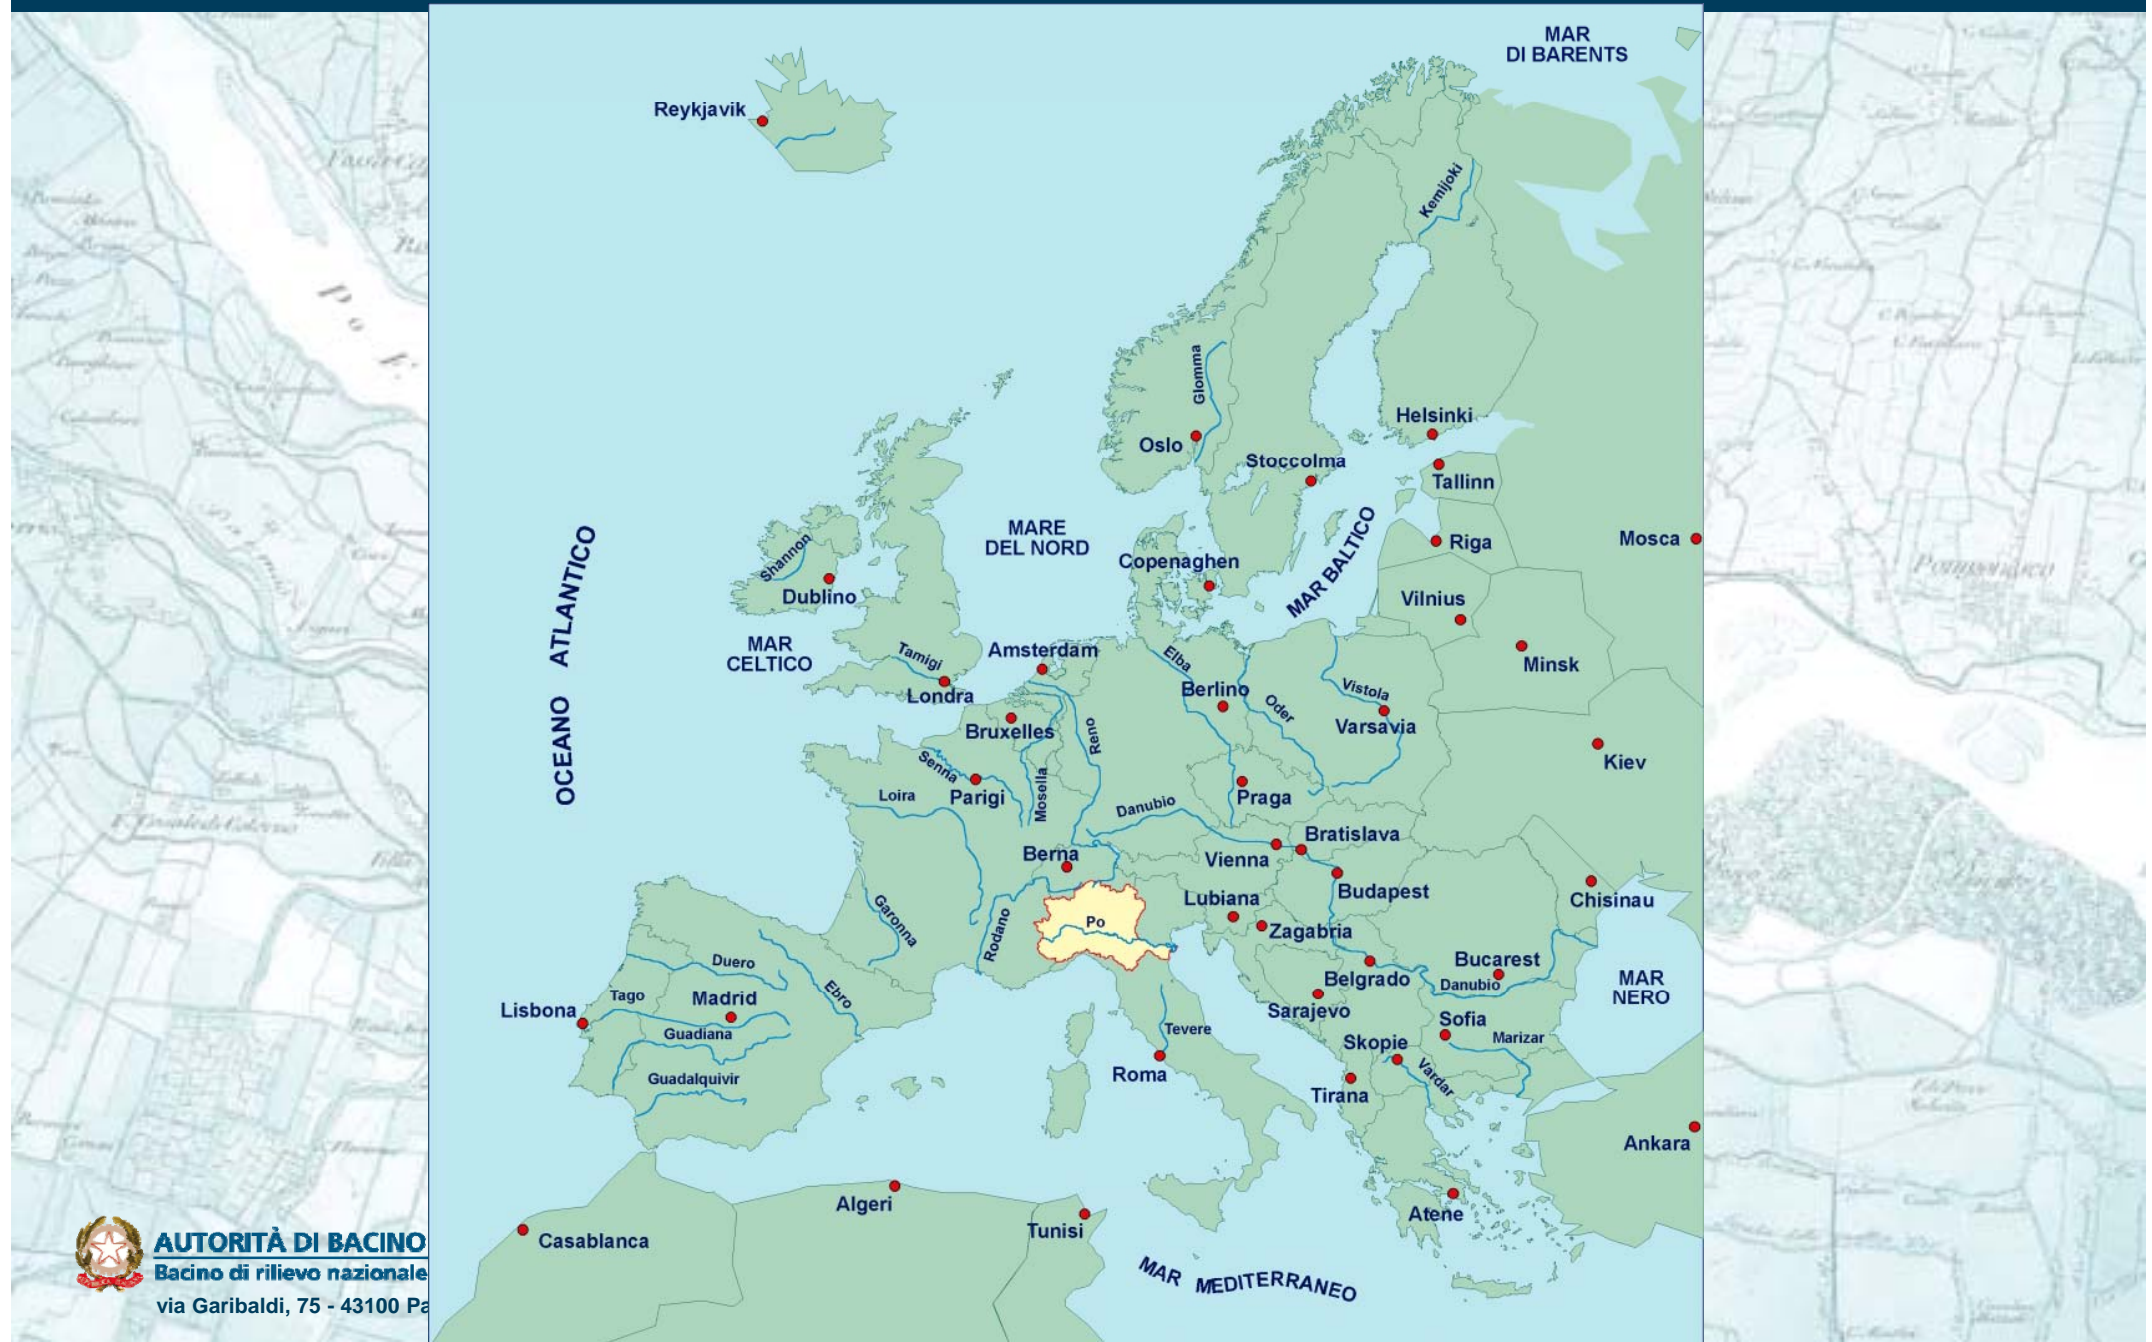 MAR
DI BARENTS
Reykjavik
Kemijoki
Glomma
Helsinki
Oslo
Stoccolma
Tallinn
MARE
DEL NORD
MAR BALTICO
OCEANO ATLANTICO
Shannon
Riga
Mosca
Copenaghen
Dublino
Vilnius
MAR
CELTICO
Amsterdam
Minsk
Tamigi
Elba
Londra
Berlino
Vistola
Oder
Varsavia
Bruxelles
Reno
Kiev
Senna
Parigi
Mosella
Loira
Danubio
Praga
Bratislava
Berna
Vienna
Budapest
Lubiana
Chisinau
Garonna
Rodano
Po
Zagabria
Duero
Belgrado
Bucarest
Danubio
MAR
NERO
Tago
Madrid
Ebro
Lisbona
Sarajevo
Sofia
Guadiana
Tevere
Marizar
Skopie
Roma
Guadalquivir
Vardar
Tirana
Ankara
Algeri
Atene
Tunisi
Casablanca
MAR MEDITERRANEO
Po F.
AUTORITÀ DI BACINO
Bacino di rilievo nazionale
via Garibaldi, 75 - 43100 Pa